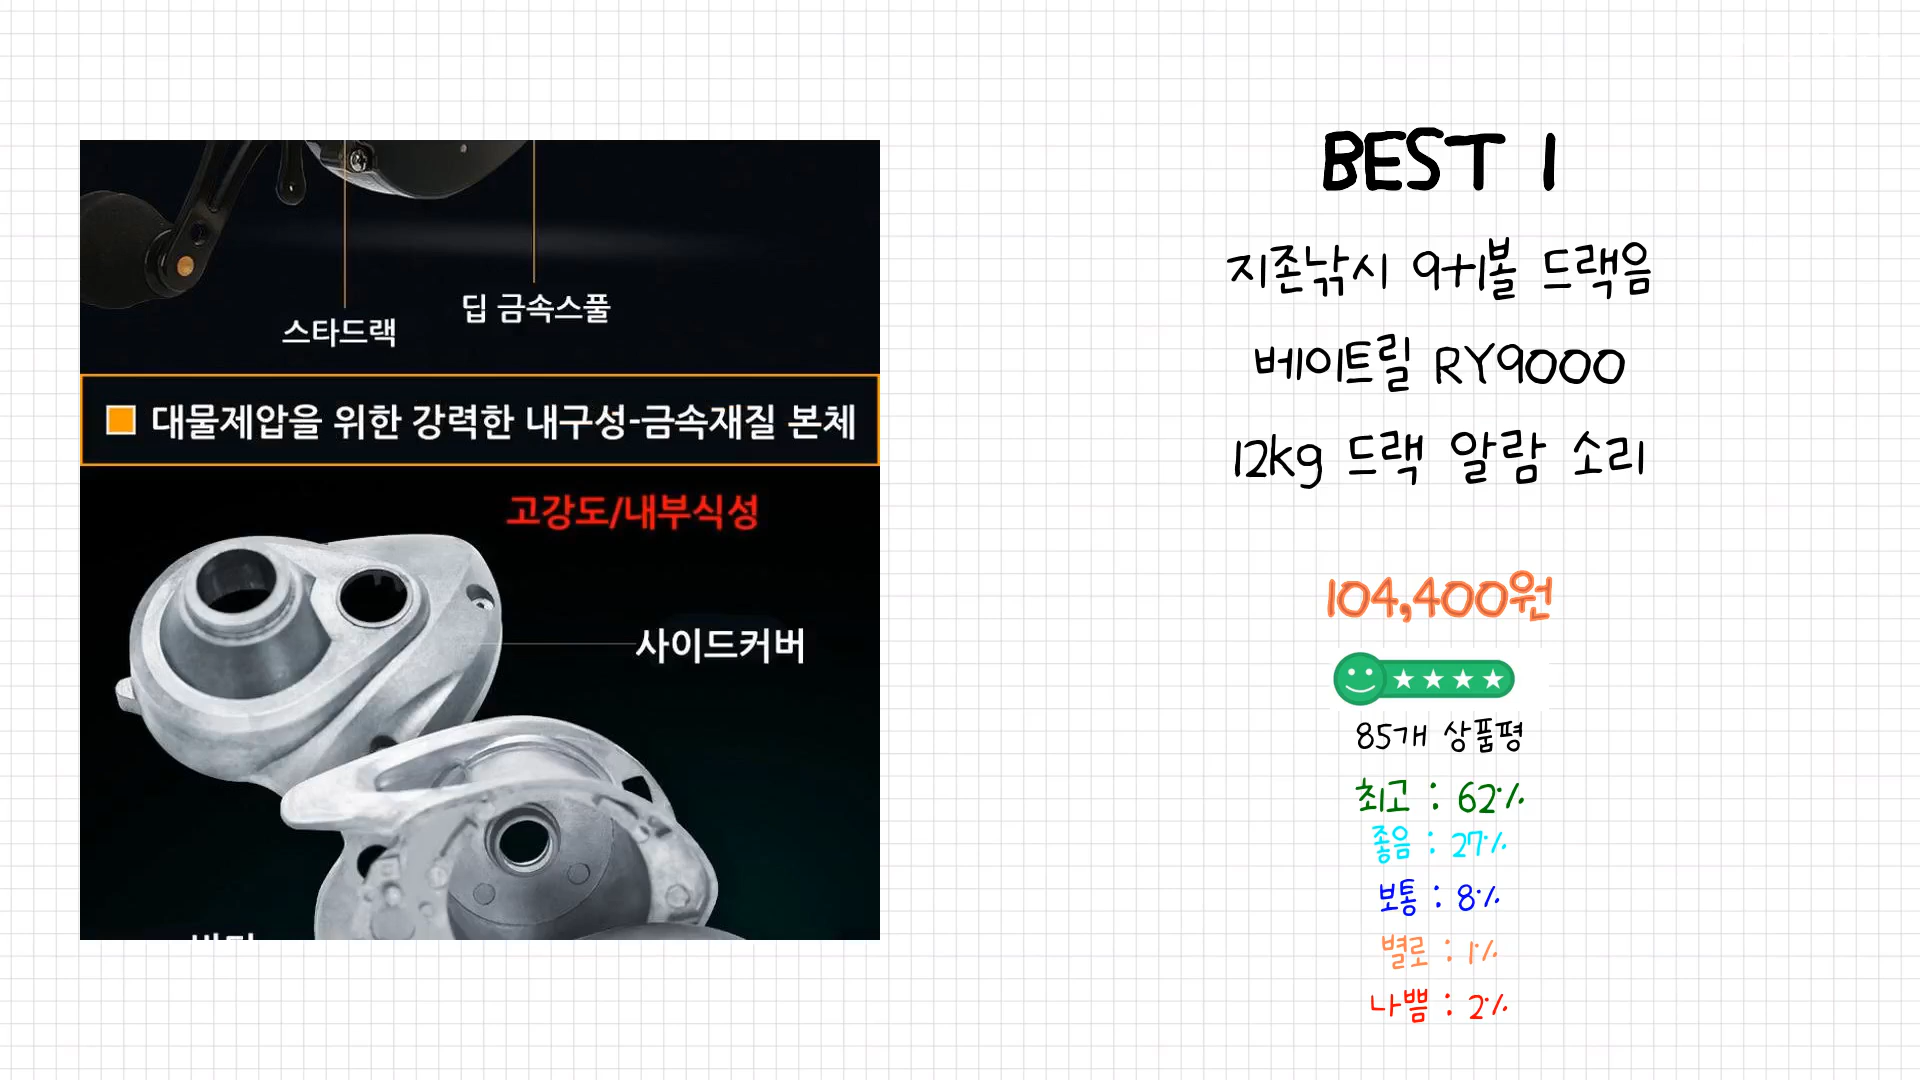 스타드랙
딥 금속스풀
대물제압을 위한 강력한 내구성-금속재질 본체
고강도/내부식성
사이드커버
BEST 1
지존낚시 9+1볼 드랙음
베이트릴 RY9000
12kg 드랙 알람 소리
104,400원
85개 상품평
최고 : 62%
좋음 : 27%
보통 : 8%
별로 : 1%
나쁨 : 2%